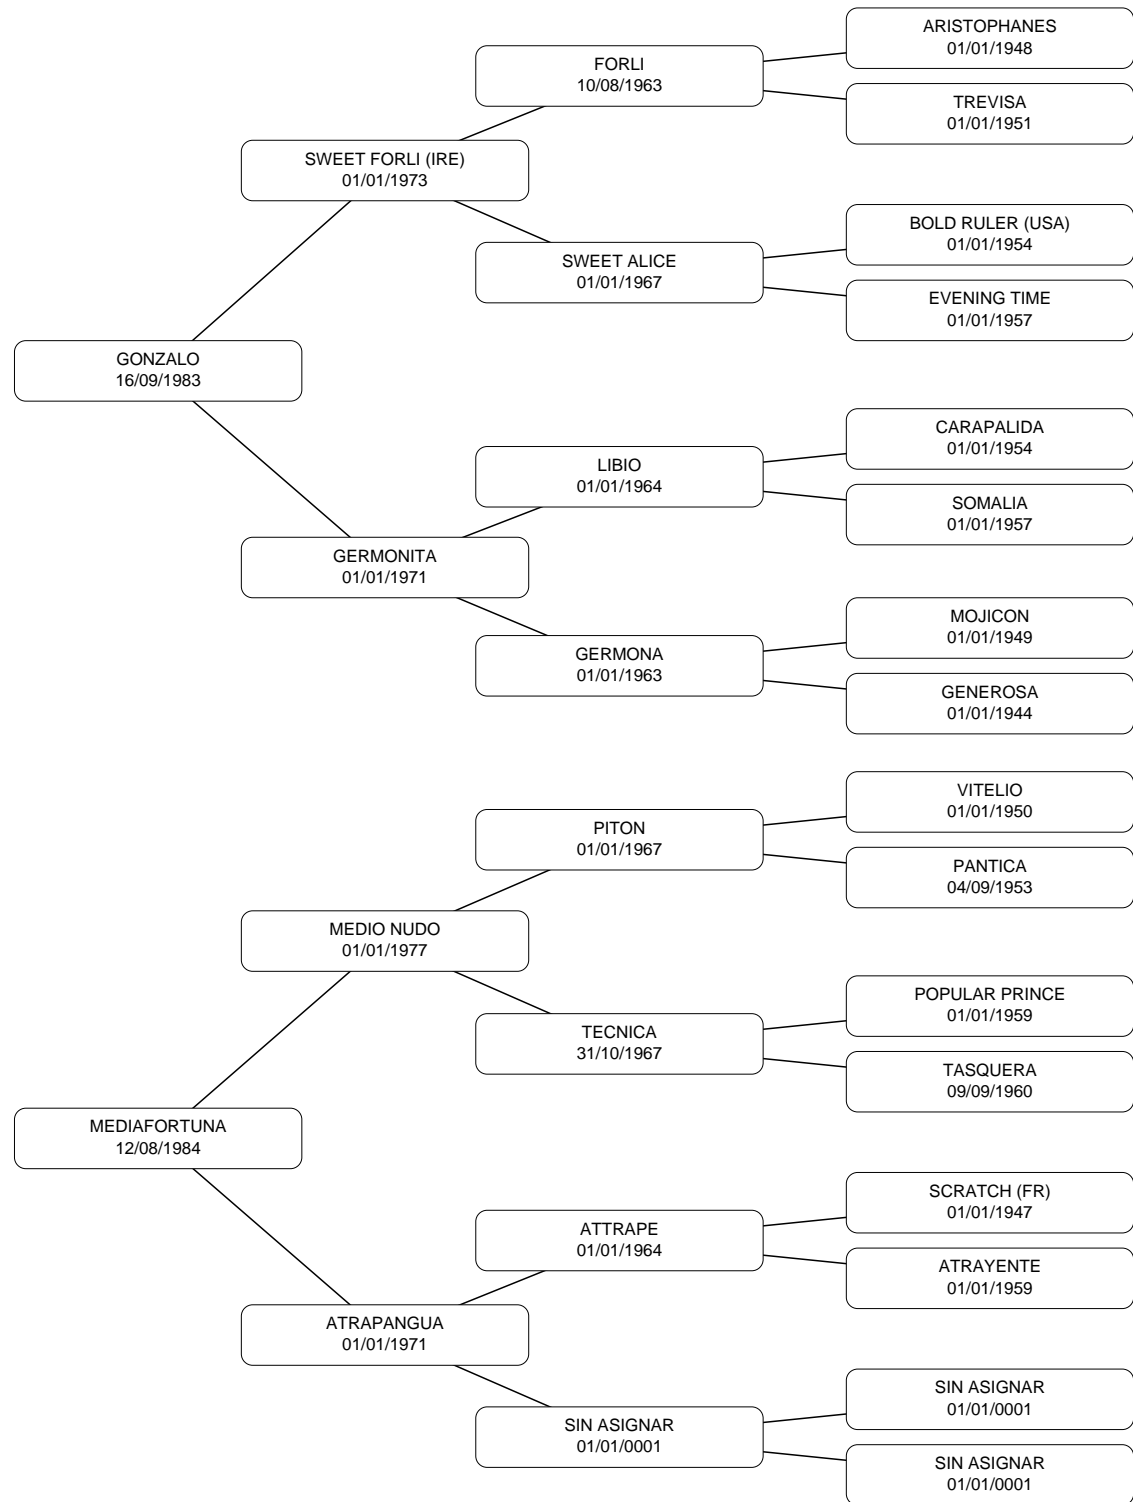 ARISTOPHANES
01/01/1948
FORLI
10/08/1963
TREVISA
01/01/1951
SWEET FORLI (IRE)
01/01/1973
BOLD RULER (USA)
01/01/1954
SWEET ALICE
01/01/1967
EVENING TIME
01/01/1957
GONZALO
16/09/1983
CARAPALIDA
01/01/1954
LIBIO
01/01/1964
SOMALIA
01/01/1957
GERMONITA
01/01/1971
MOJICON
01/01/1949
GERMONA
01/01/1963
GENEROSA
01/01/1944
VITELIO
01/01/1950
PITON
01/01/1967
PANTICA
04/09/1953
MEDIO NUDO
01/01/1977
POPULAR PRINCE
01/01/1959
TECNICA
31/10/1967
TASQUERA
09/09/1960
MEDIAFORTUNA
12/08/1984
SCRATCH (FR)
01/01/1947
ATTRAPE
01/01/1964
ATRAYENTE
01/01/1959
ATRAPANGUA
01/01/1971
SIN ASIGNAR
01/01/0001
SIN ASIGNAR
01/01/0001
SIN ASIGNAR
01/01/0001